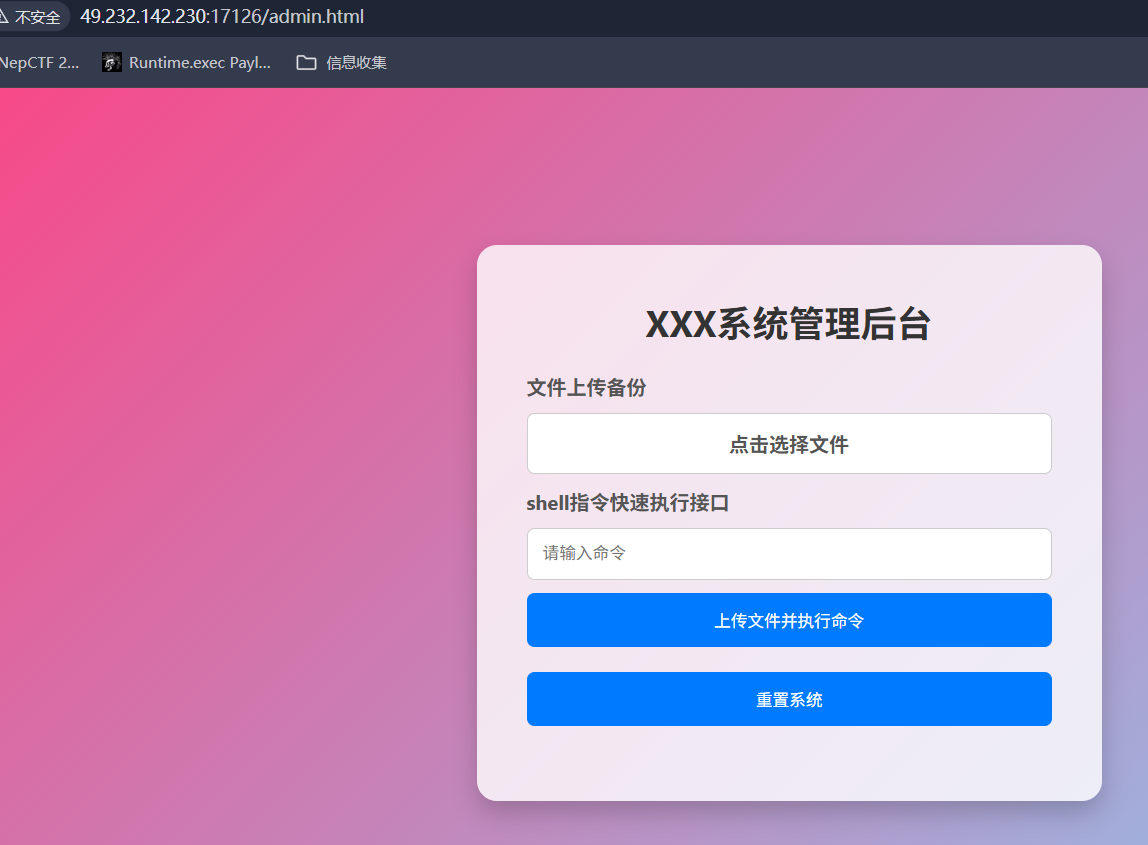 不安全 49.232.142.230:17126/admin.html
NepCTF 2... Runtime.exec Payl... 信息收集
XXX系统管理后台
文件上传备份
点击选择文件
shell指令快速执行接口
请输入命令
上传文件并执行命令
重置系统